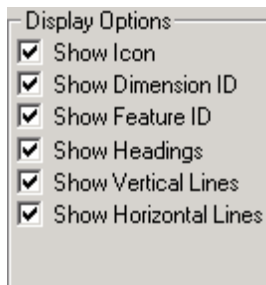 Display Options
Show Icon
Show Dimension ID
Show Feature ID
Show Headings
Show Vertical Lines
Show Horizontal Lines